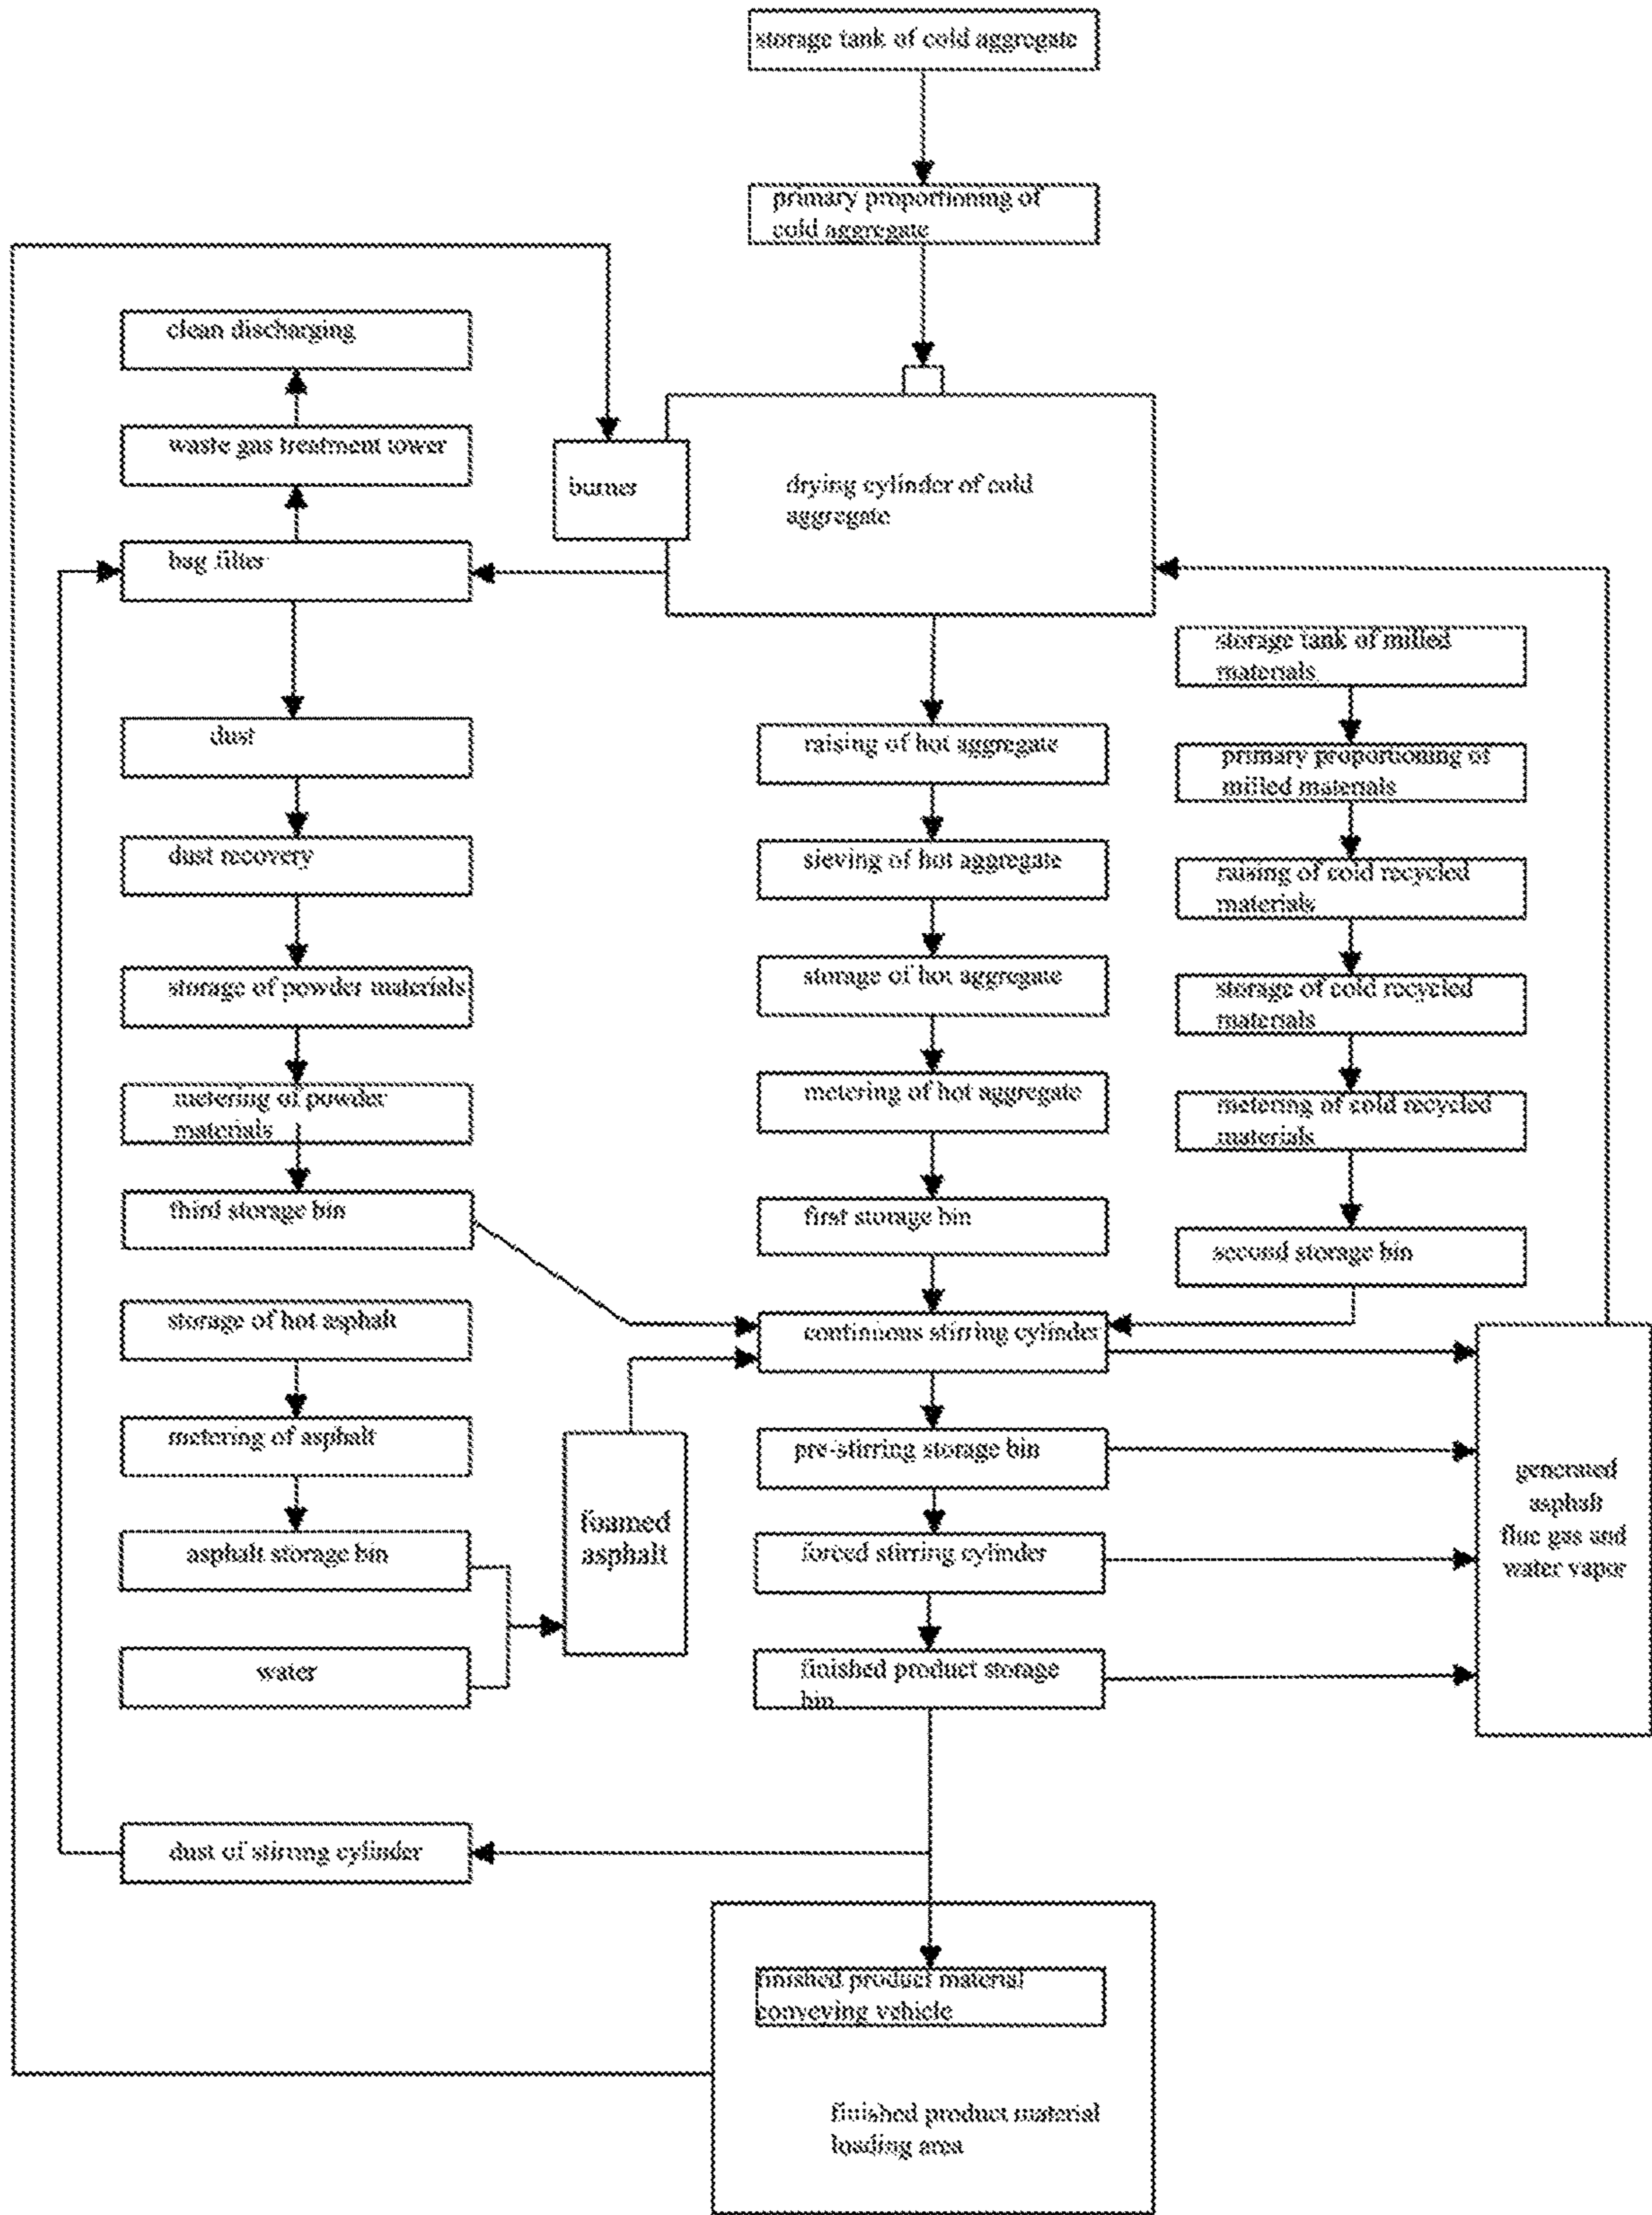 storage tank of cold aggregate
primary proportioning of
cold aggregate
clean discharging
waste gas treatment tower
burner
drying cylinder of cold
aggregate
bag filter
storage tank of milled
materials
dust
raising of hot aggregate
primary proportioning of
milled materials
dust recovery
sieving of hot aggregate
raising of cold recycled
materials
storage of powder materials
storage of hot aggregate
storage of cold recycled
materials
metering of powder
materials
metering of hot aggregate
metering of cold recycled
materials
third storage bin
first storage bin
second storage bin
storage of hot asphalt
continuous stirring cylinder
metering of asphalt
pre-stirring storage bin
generated
asphalt
flue gas and
water vapor
foamed
asphalt
asphalt storage bin
forced stirring cylinder
water
finished product storage
bin
dust of stirrng cylinder
finished product material
conveying vehicle
finished product material
loading area